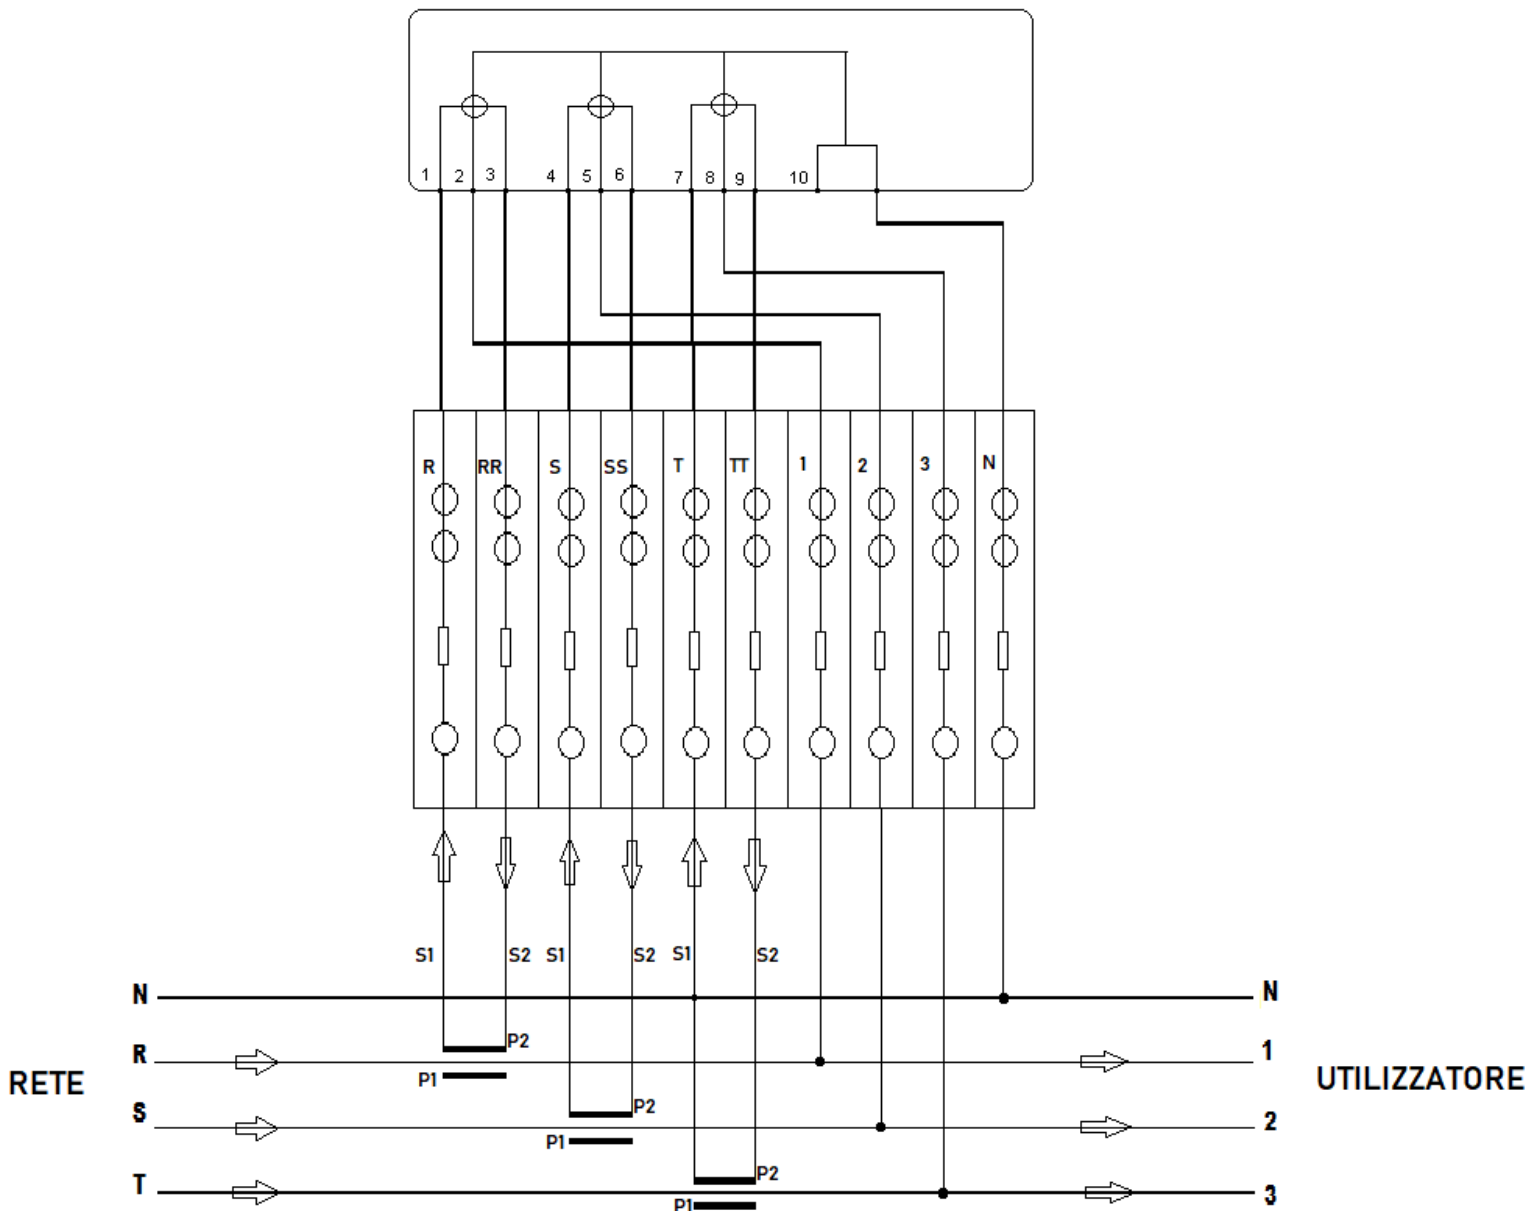 1 2 3 4 5 6 7 8 9 10
R RR S SS T TT 1 2 3 N
S1 S2 S1 S2 S1 S2
N N
P2
R 1
RETE P1 UTILIZZATORE
P2
S 2
P1
P2
T 3
P1